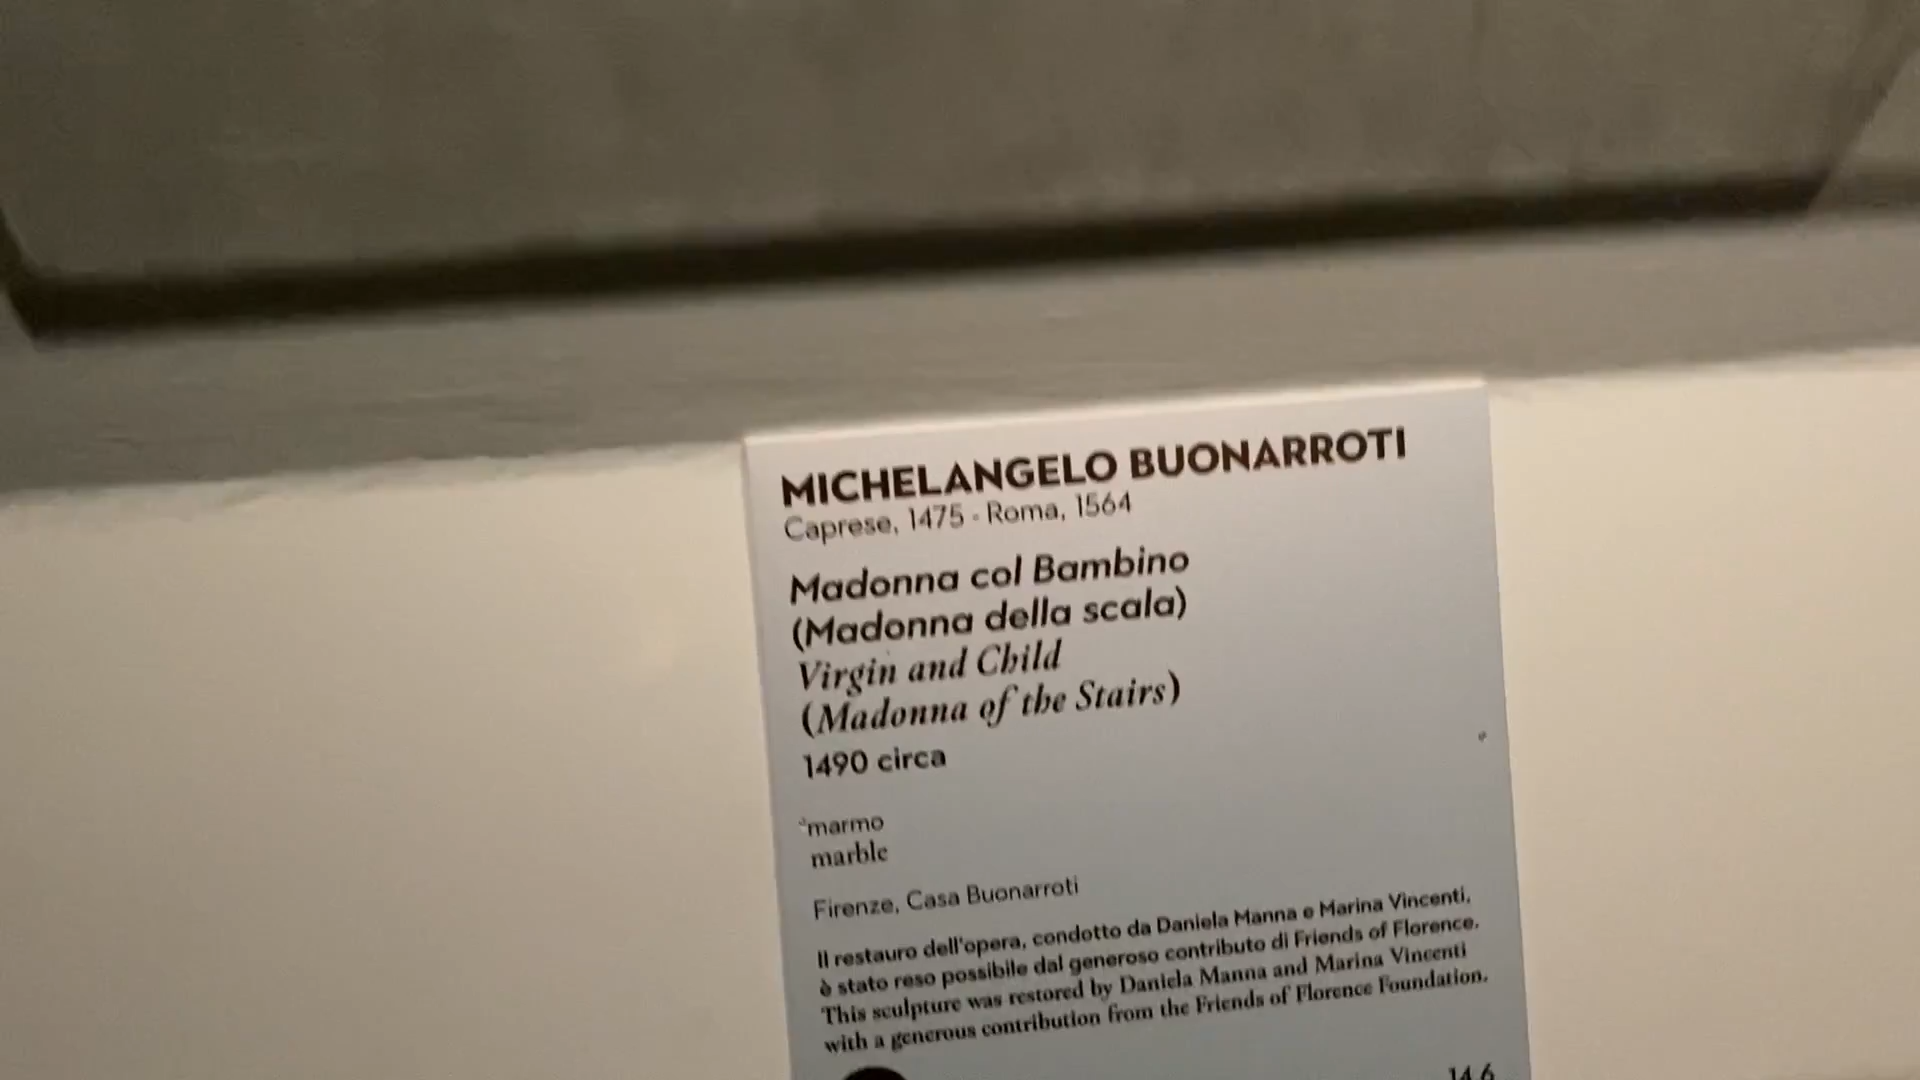 MICHELANGELO BUONARROTI
Caprese, 1475 - Roma, 1564
Madonna col Bambino
(Madonna della scala)
Virgin and Child
(Madonna of the Stairs)
1490 circa
marmo
marble
Firenze, Casa Buonarroti
Il restauro dell'opera, condotto da Daniela Manna e Marina Vincenti,
è stato reso possibile dal generoso contributo di Friends of Florence.
This sculpture was restored by Daniela Manna and Marina Vincenti
with a generous contribution from the Friends of Florence Foundation.
14.6